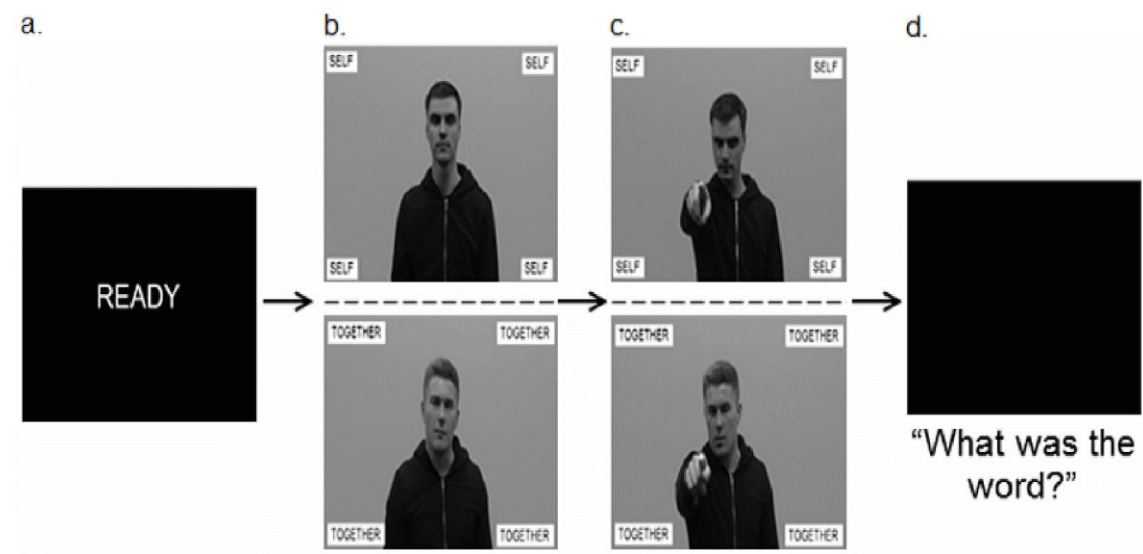 a.
b.
c.
d.
SELF SELF
SELF SELF
READY
SELF SELF
SELF SELF
TOGETHER TOGETHER
TOGETHER TOGETHER
“What was the
word?”
TOGETHER TOGETHER
TOGETHER TOGETHER